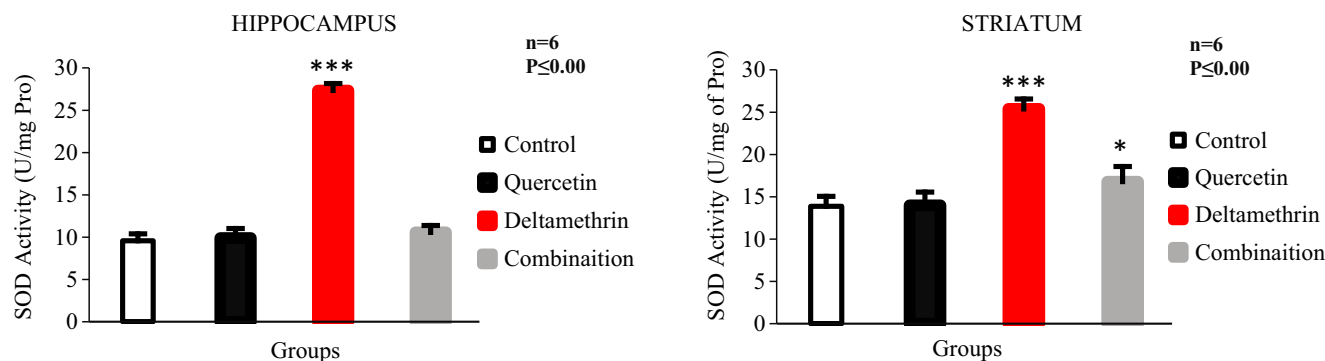 HIPPOCAMPUS
n=6
P≤0.00
SOD Activity (U/mg Pro)
30
25
20
15
10
5
0
***
Control
Quercetin
Deltamethrin
Combinaition
Groups
STRIATUM
n=6
P≤0.00
SOD Activity (U/mg of Pro)
30
25
20
15
10
5
0
***
*
Control
Quercetin
Deltamethrin
Combinaition
Groups